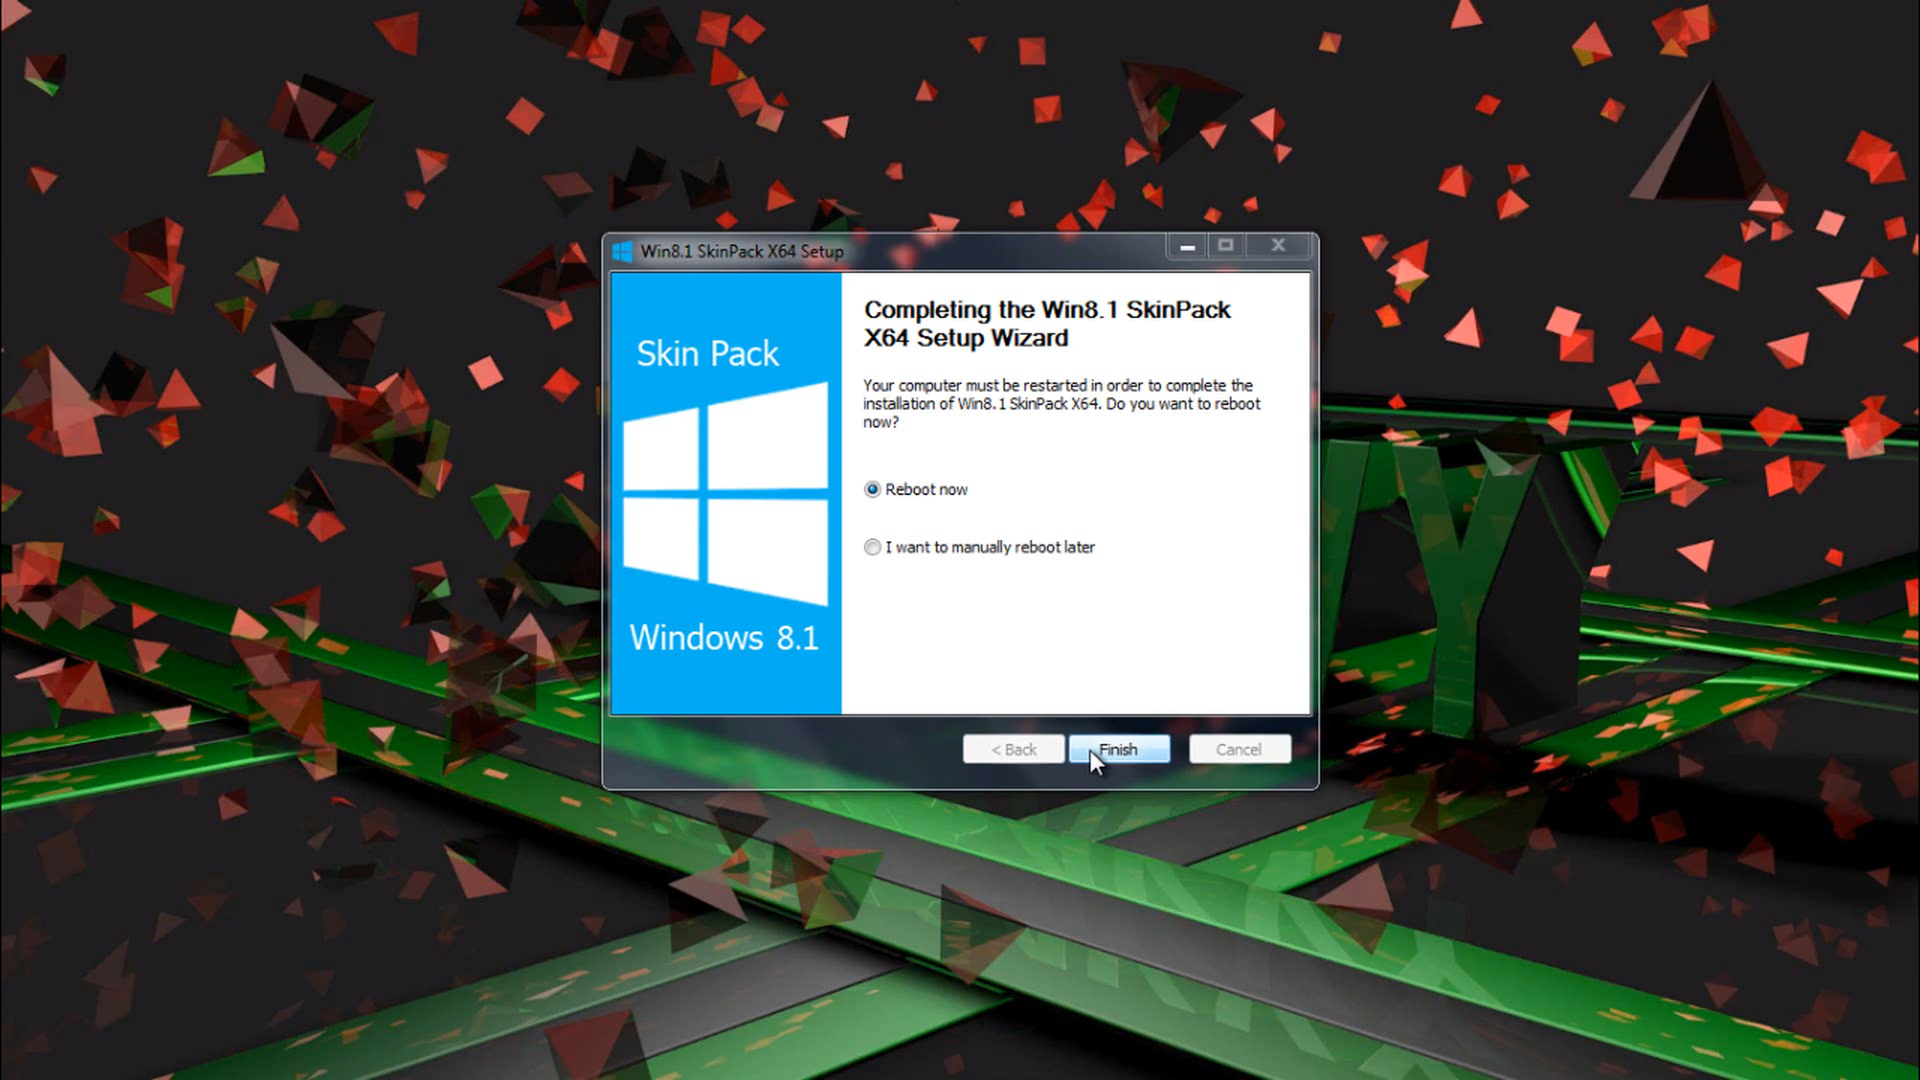 Win8.1 SkinPack X64 Setup
Skin Pack
Windows 8.1
Completing the Win8.1 SkinPack
X64 Setup Wizard
Your computer must be restarted in order to complete the
installation of Win8.1 SkinPack X64. Do you want to reboot
now?
Reboot now
I want to manually reboot later
< Back
Finish
Cancel
Y